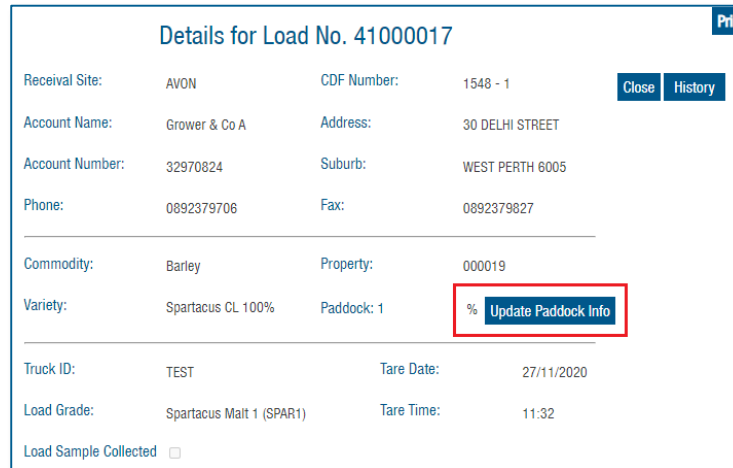 Details for Load No. 41000017
Receival Site: AVON CDF Number: 1548 - 1 Close History
Account Name: Grower & Co A Address: 30 DELHI STREET
Account Number: 32970824 Suburb: WEST PERTH 6005
Phone: 0892379706 Fax: 0892379827
Commodity: Barley Property: 000019
Variety: Spartacus CL 100% Paddock: 1 % Update Paddock Info
Truck ID: TEST Tare Date: 27/11/2020
Load Grade: Spartacus Malt 1 (SPAR1) Tare Time: 11:32
Load Sample Collected